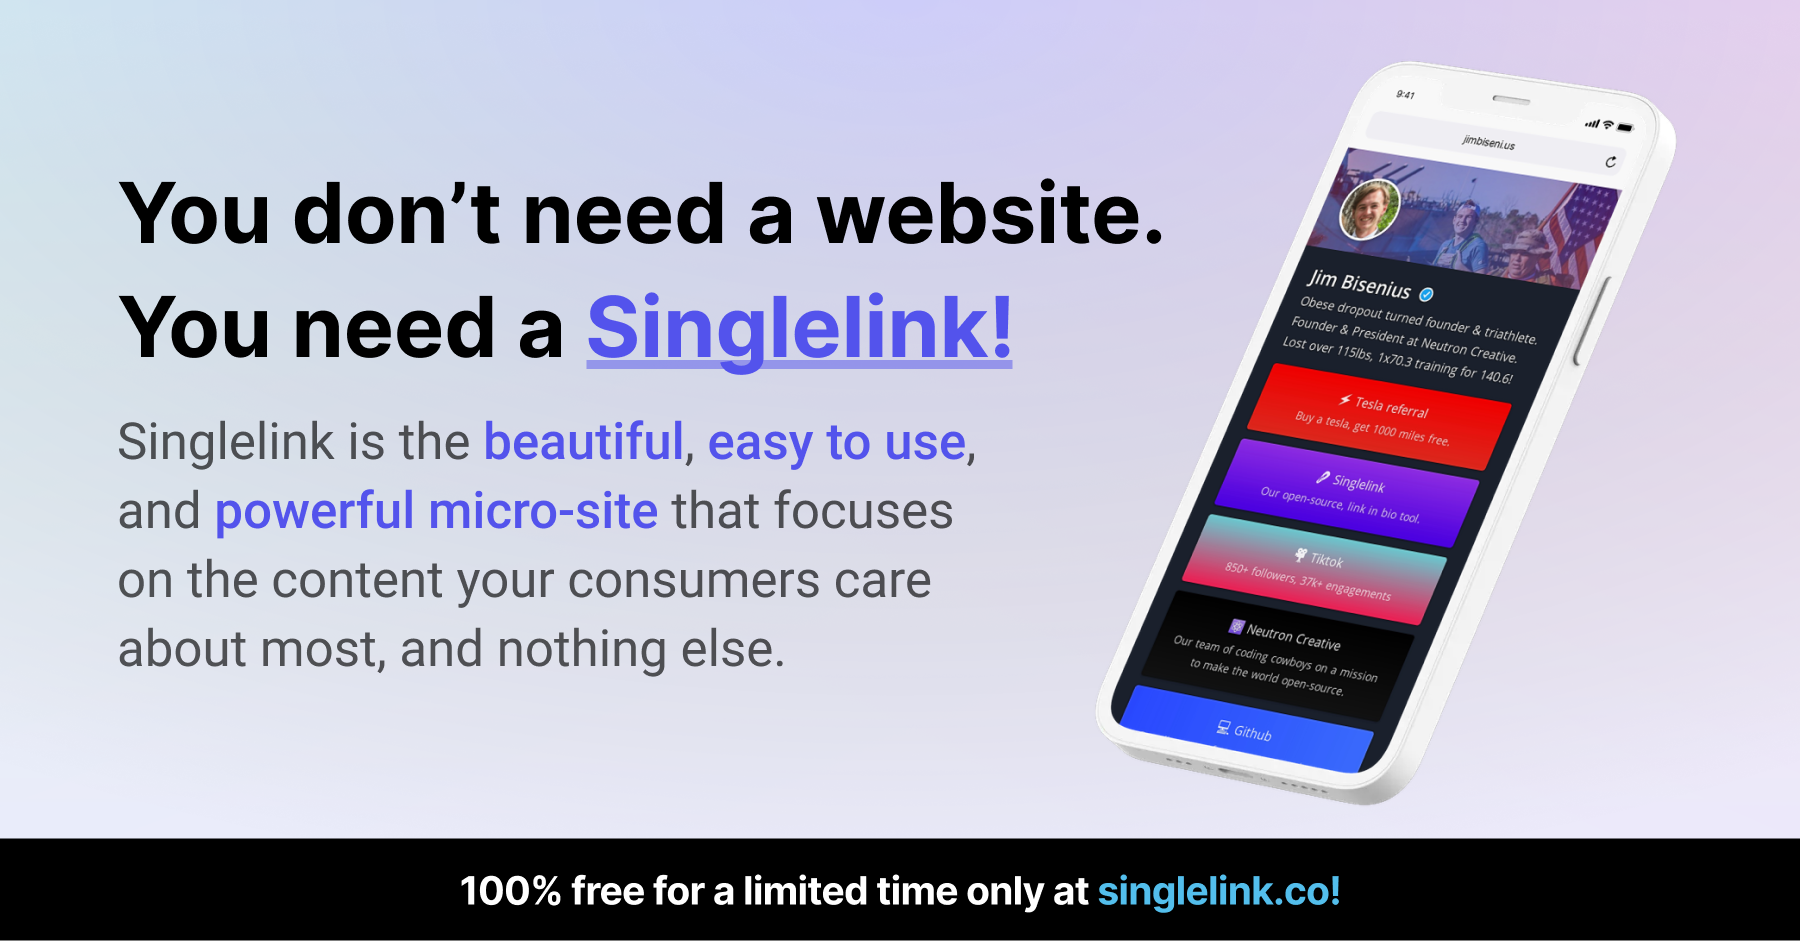 You don’t need a website.
You need a Singlelink!
Singlelink is the beautiful, easy to use,
and powerful micro-site that focuses
on the content your consumers care
about most, and nothing else.
9:41
jimbiseni.us
Jim Bisenius
Obese dropout turned founder & triathlete.
Founder & President at Neutron Creative.
Lost over 115lbs, 1x70.3 training for 140.6!
Tesla referral
Buy a tesla, get 1000 miles free.
Singlelink
Our open-source, link in bio tool.
Tiktok
850+ followers, 37k+ engagements
Neutron Creative
Our team of coding cowboys on a mission
to make the world open-source.
Github
100% free for a limited time only at singlelink.co!